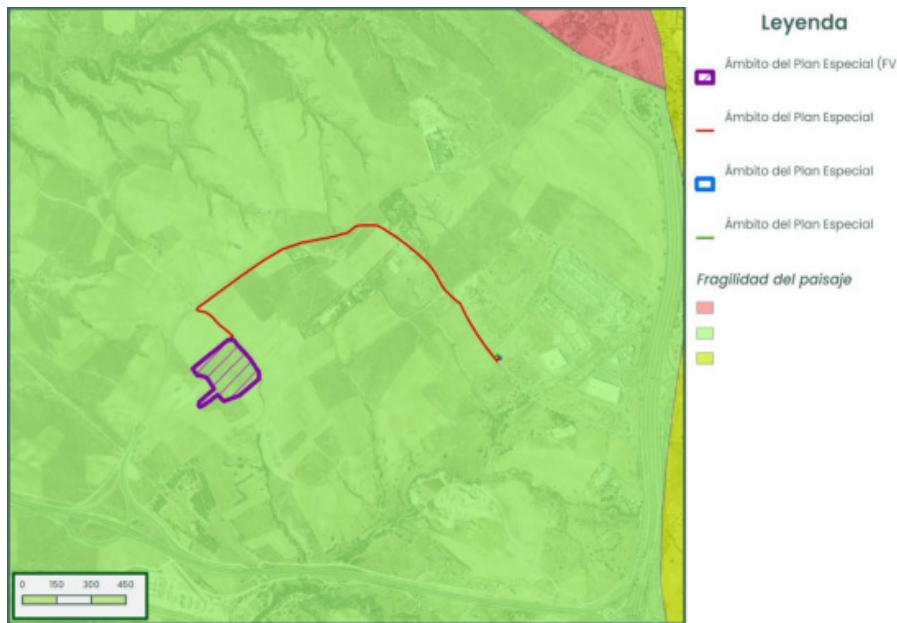 Leyenda
Ámbito del Plan Especial (FV
Ámbito del Plan Especial
Ámbito del Plan Especial
Ámbito del Plan Especial
Fragilidad del paisaje
0 150 300 450